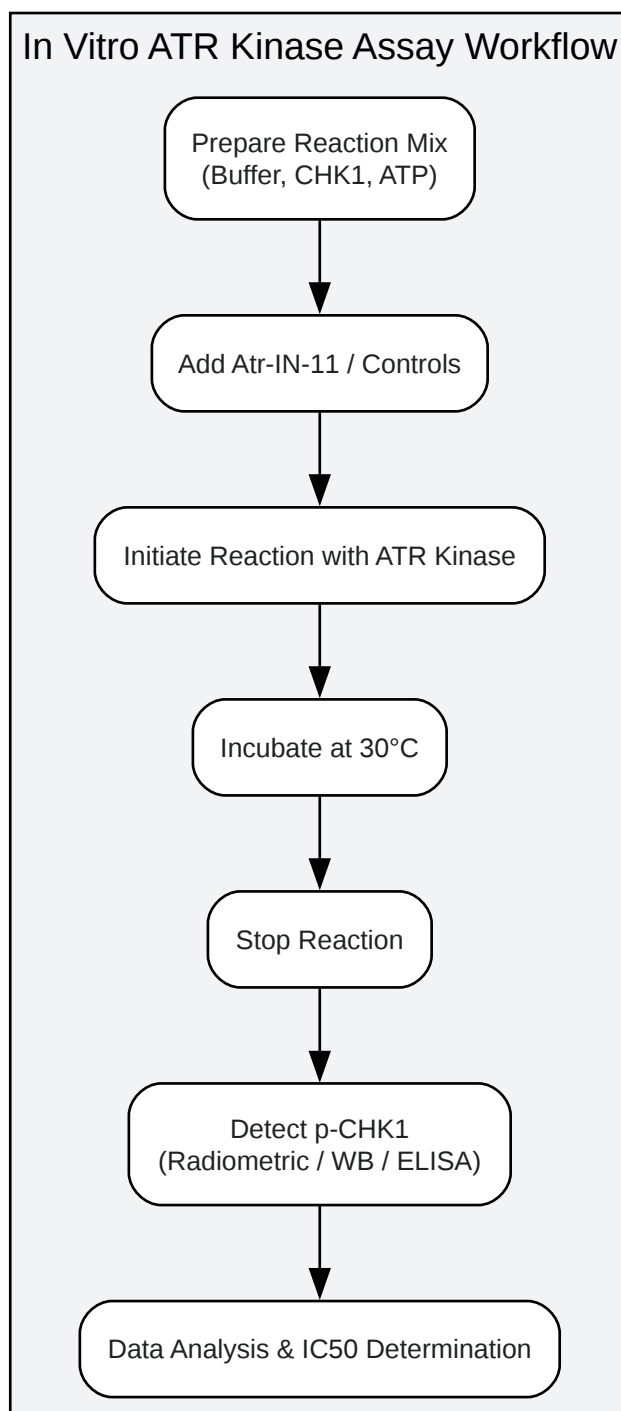 In Vitro ATR Kinase Assay Workflow
Prepare Reaction Mix
(Buffer, CHK1, ATP)
Add Atr-IN-11 / Controls
Initiate Reaction with ATR Kinase
Incubate at 30°C
Stop Reaction
Detect p-CHK1
(Radiometric / WB / ELISA)
Data Analysis & IC50 Determination